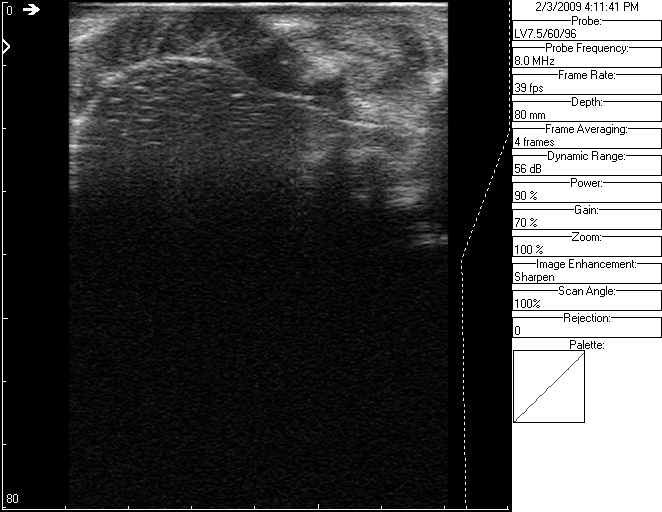 0
80
2/3/2009 4:11:41 PM
Probe:
LV7.5/60/96
Probe Frequency:
8.0 MHz
Frame Rate:
39 fps
Depth:
80 mm
Frame Averaging:
4 frames
Dynamic Range:
56 dB
Power:
90 %
Gain:
70 %
Zoom:
100 %
Image Enhancement:
Sharpen
Scan Angle:
100%
Rejection:
0
Palette: